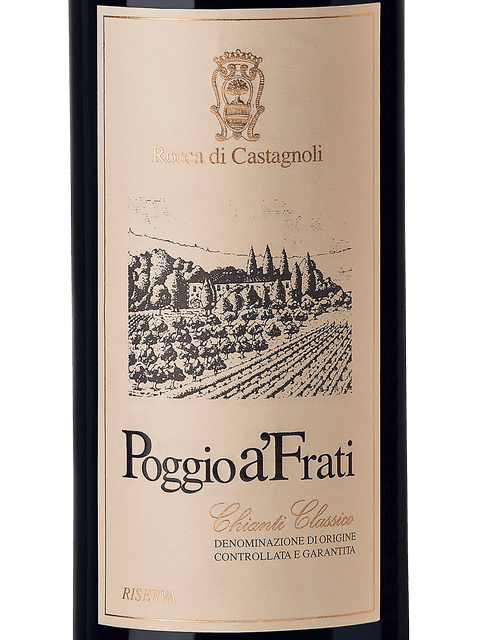 Rocca di Castagnoli
Poggio a'Frati
Chianti Classico
DENOMINAZIONE DI ORIGINE
CONTROLLATA E GARANTITA
RISERVA